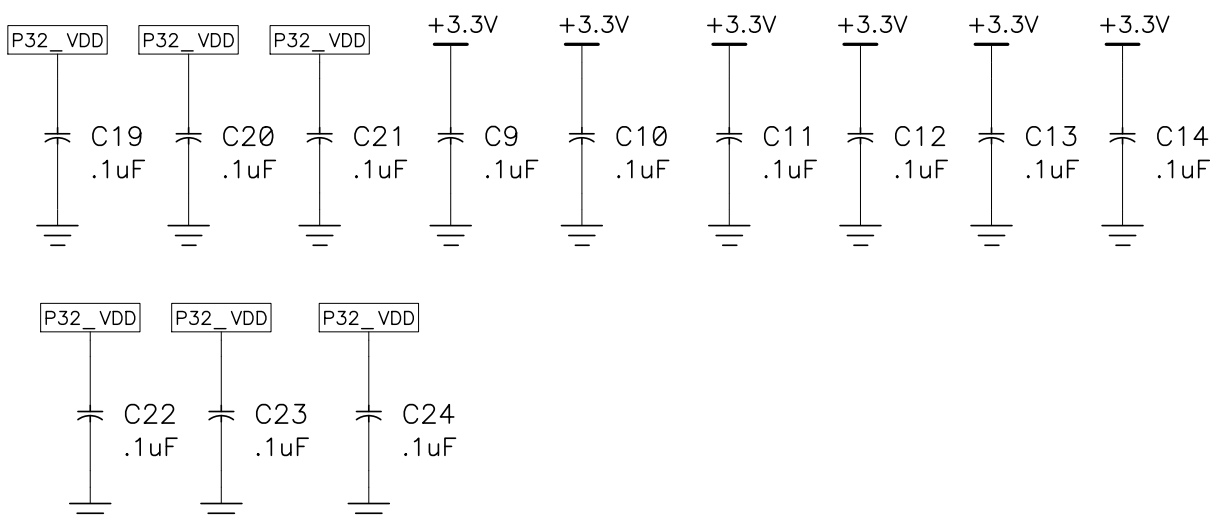 P32_VDD P32_VDD P32_VDD +3.3V +3.3V +3.3V +3.3V +3.3V +3.3V
C19 C20 C21 C9 C10 C11 C12 C13 C14
.1uF .1uF .1uF .1uF .1uF .1uF .1uF .1uF .1uF
P32_VDD P32_VDD P32_VDD
C22 C23 C24
.1uF .1uF .1uF